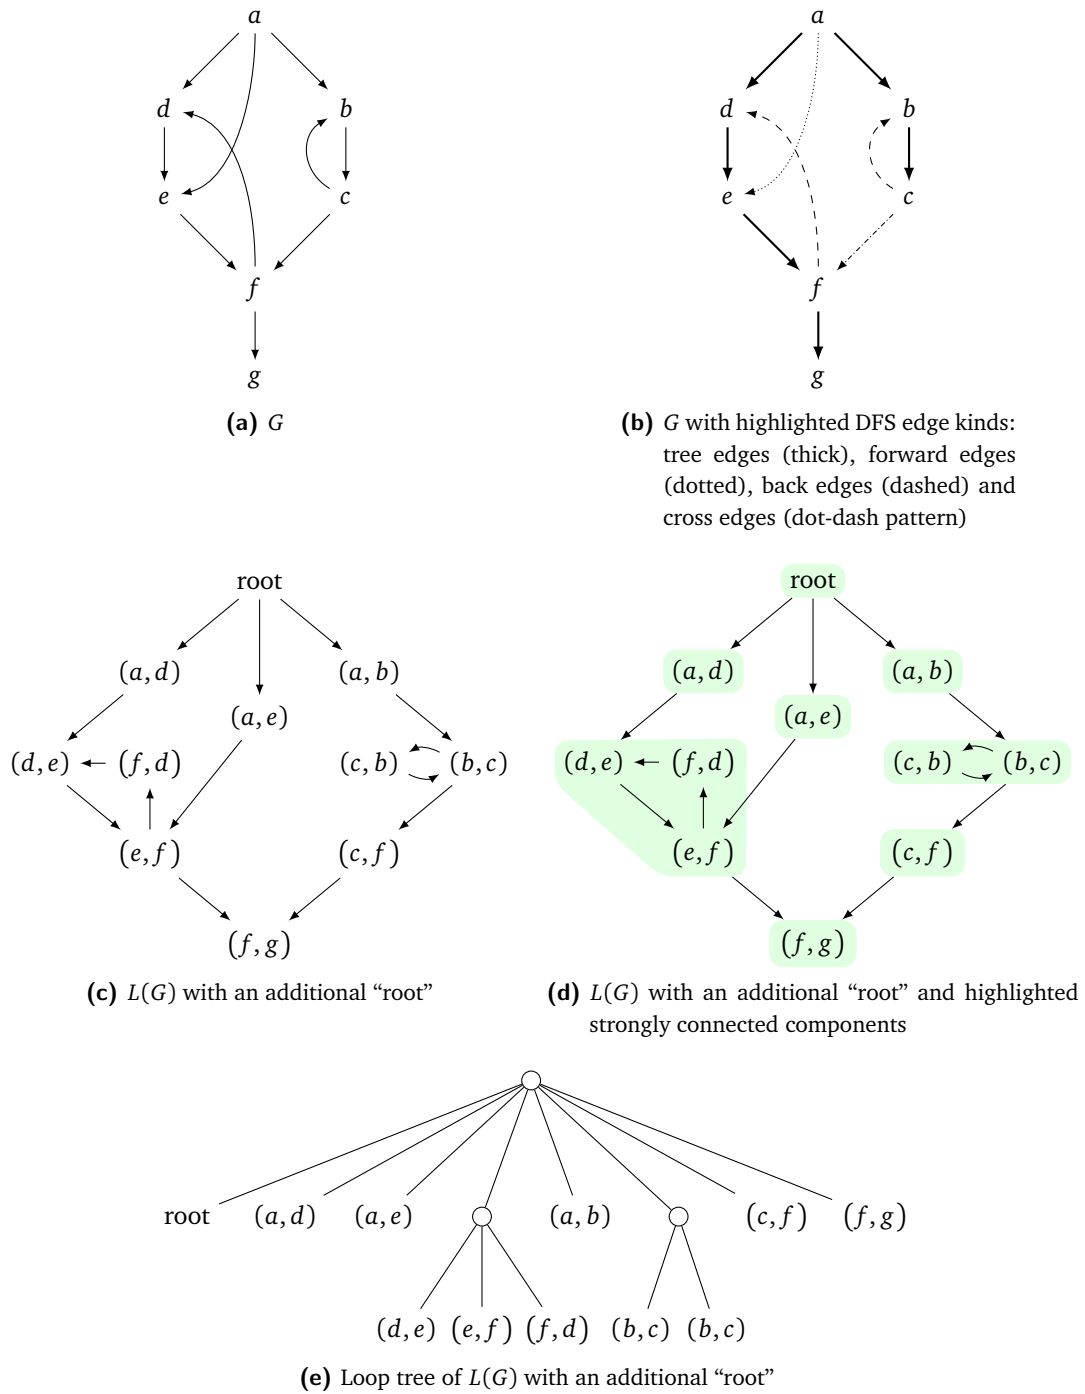 a a
d b d b
e c e c
f f
g g
(a) G (b) G with highlighted DFS edge kinds:
tree edges (thick), forward edges
(dotted), back edges (dashed) and
cross edges (dot-dash pattern)
root root
(a, d) (a, b) (a, d) (a, b)
(a, e) (a, e)
(d, e) (f, d) (c, b) (b, c) (d, e) (f, d) (c, b) (b, c)
(e, f) (c, f) (e, f) (c, f)
(f, g) (f, g)
(c) L(G) with an additional “root” (d) L(G) with an additional “root” and highlighted
strongly connected components
root (a, d) (a, e) (a, b) (c, f) (f, g)
(d, e) (e, f) (f, d) (b, c) (b, c)
(e) Loop tree of L(G) with an additional “root”